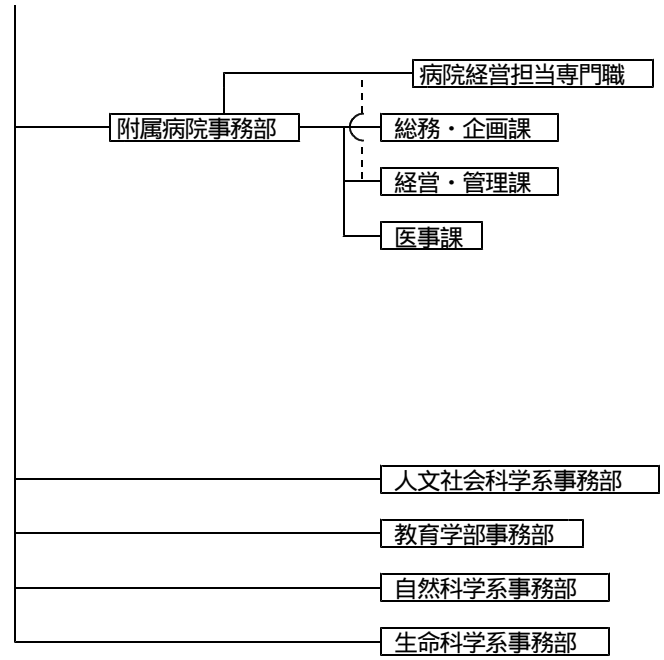 病院経営担当専門職
附属病院事務部
総務・企画課
経営・管理課
医事課
人文社会科学系事務部
教育学部事務部
自然科学系事務部
生命科学系事務部